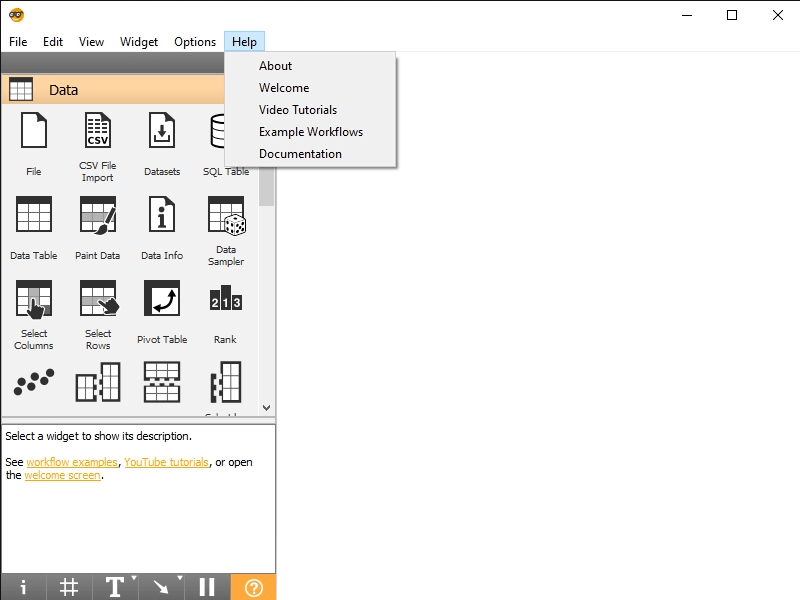 File Edit View Widget Options Help
About
Welcome
Video Tutorials
Example Workflows
Documentation
Data
CSV
File
CSV File
Import
Datasets
SQL Table
Data Table
Paint Data
Data Info
Data
Sampler
2 1 3
Select
Columns
Select
Rows
Pivot Table
Rank
Select a widget to show its description.
See workflow examples, YouTube tutorials, or open
the welcome screen.